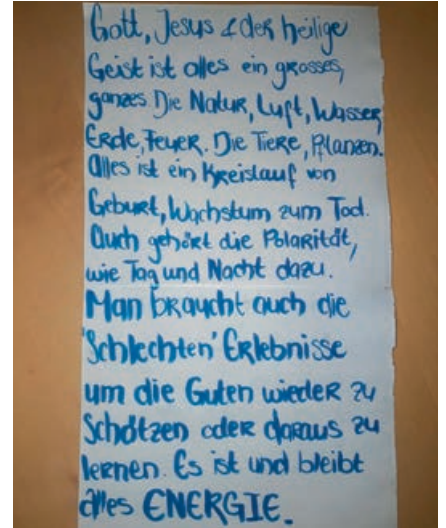 Gott, Jesus & der heilige
Geist ist alles ein grosses,
ganzes. Die Natur, Luft, Wasser,
Erde, Feuer. Die Tiere, Pflanzen.
Alles ist ein Kreislauf von
Geburt, Wachstum zum Tod.
Auch gehört die Polarität,
wie Tag und Nacht dazu.
Man braucht auch die
'Schlechten' Erlebnisse
um die Guten wieder zu
Schätzen oder daraus zu
lernen. Es ist und bleibt
alles ENERGIE.